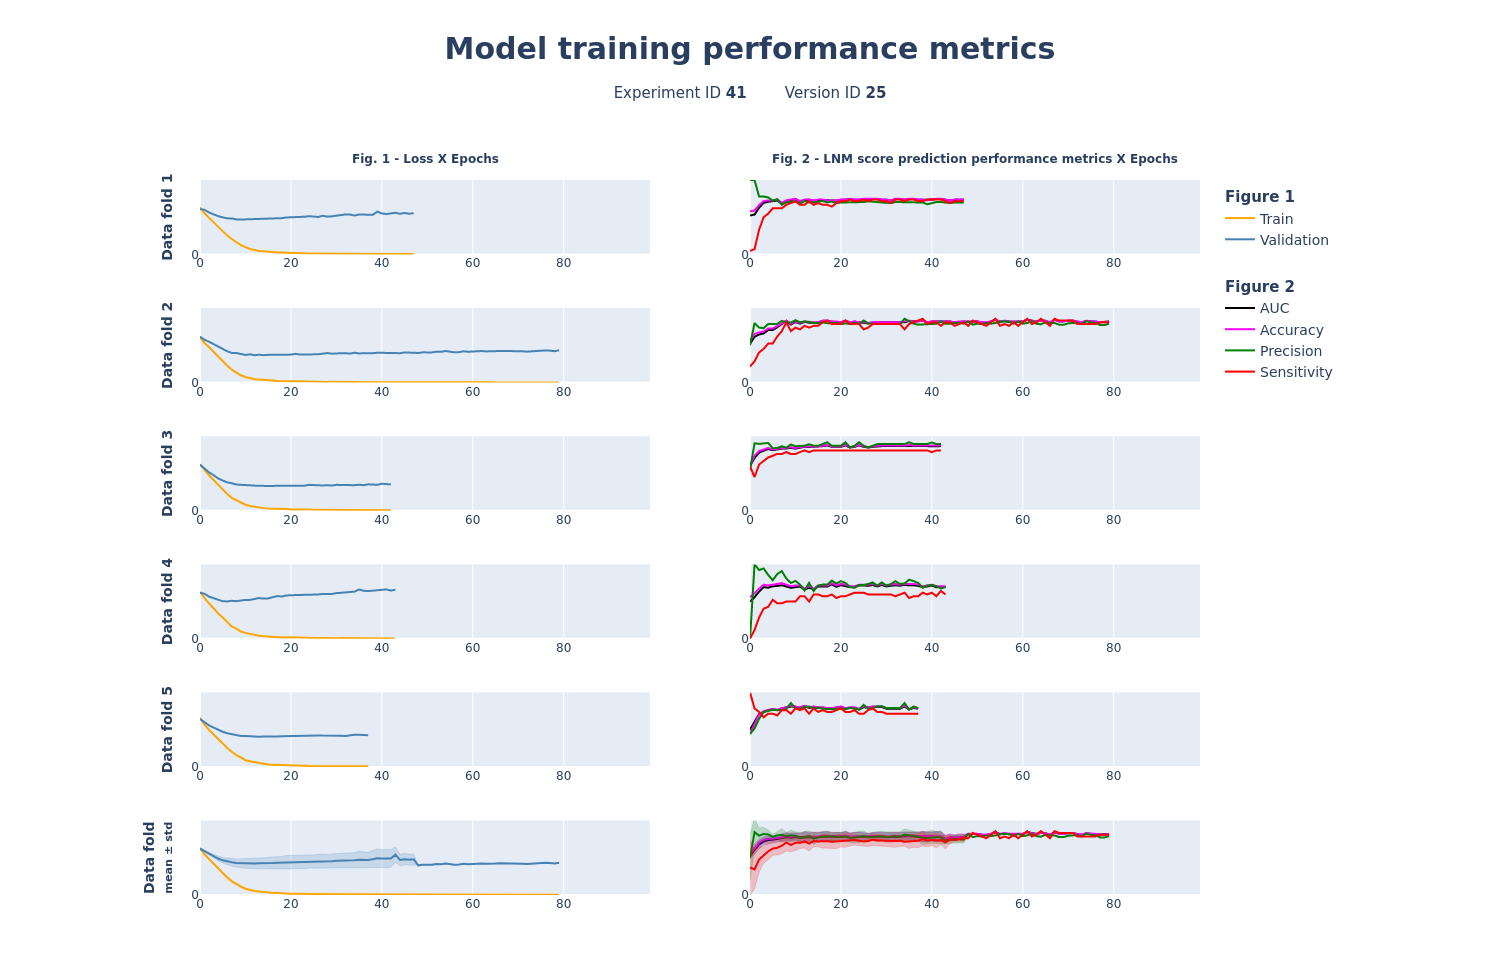 Model training performance metrics
Experiment ID 41 Version ID 25
Fig. 1 - Loss X Epochs
Fig. 2 - LNM score prediction performance metrics X Epochs
Data fold 1
0
0 20 40 60 80
0
0 20 40 60 80
Figure 1
Train
Validation
Figure 2
AUC
Accuracy
Precision
Sensitivity
Data fold 2
0
0 20 40 60 80
0
0 20 40 60 80
Data fold 3
0
0 20 40 60 80
0
0 20 40 60 80
Data fold 4
0
0 20 40 60 80
0
0 20 40 60 80
Data fold 5
0
0 20 40 60 80
0
0 20 40 60 80
Data fold
mean ± std
0
0 20 40 60 80
0
0 20 40 60 80